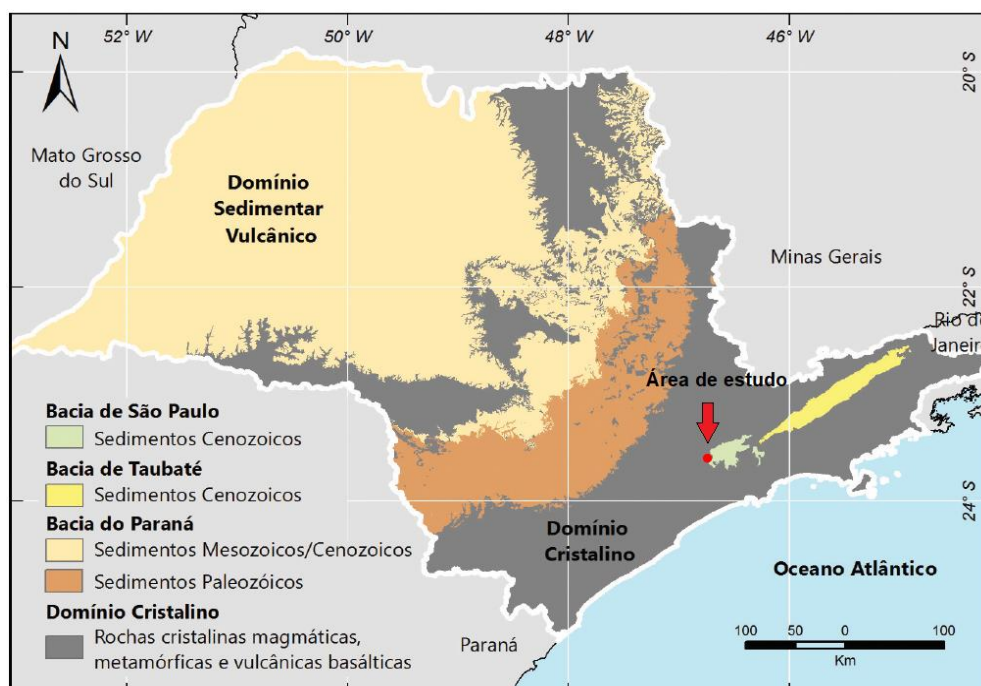 52° W
50° W
48° W
46° W
N
20° S
Mato Grosso
do Sul
Domínio
Sedimentar
Vulcânico
Minas Gerais
22° S
Rio de
Janeiro
Área de estudo
Bacia de São Paulo
Sedimentos Cenozoicos
Bacia de Taubaté
Sedimentos Cenozoicos
Bacia do Paraná
Sedimentos Mesozoicos/Cenozoicos
Sedimentos Paleozóicos
Domínio Cristalino
Rochas cristalinas magmáticas,
metamórficas e vulcânicas basálticas
24° S
Domínio
Cristalino
Oceano Atlântico
Paraná
100 50 0 100
Km